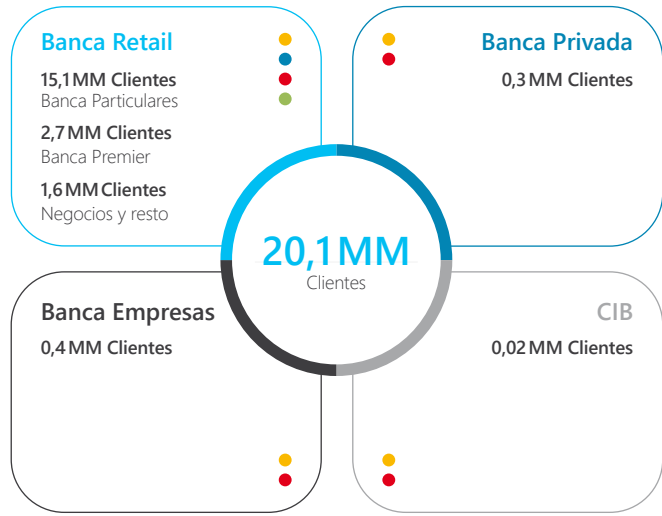 Banca Retail
15,1 MM Clientes
Banca Particulares
2,7 MM Clientes
Banca Premier
1,6 MM Clientes
Negocios y resto
Banca Privada
0,3 MM Clientes
20,1 MM
Clientes
Banca Empresas
0,4 MM Clientes
CIB
0,02 MM Clientes